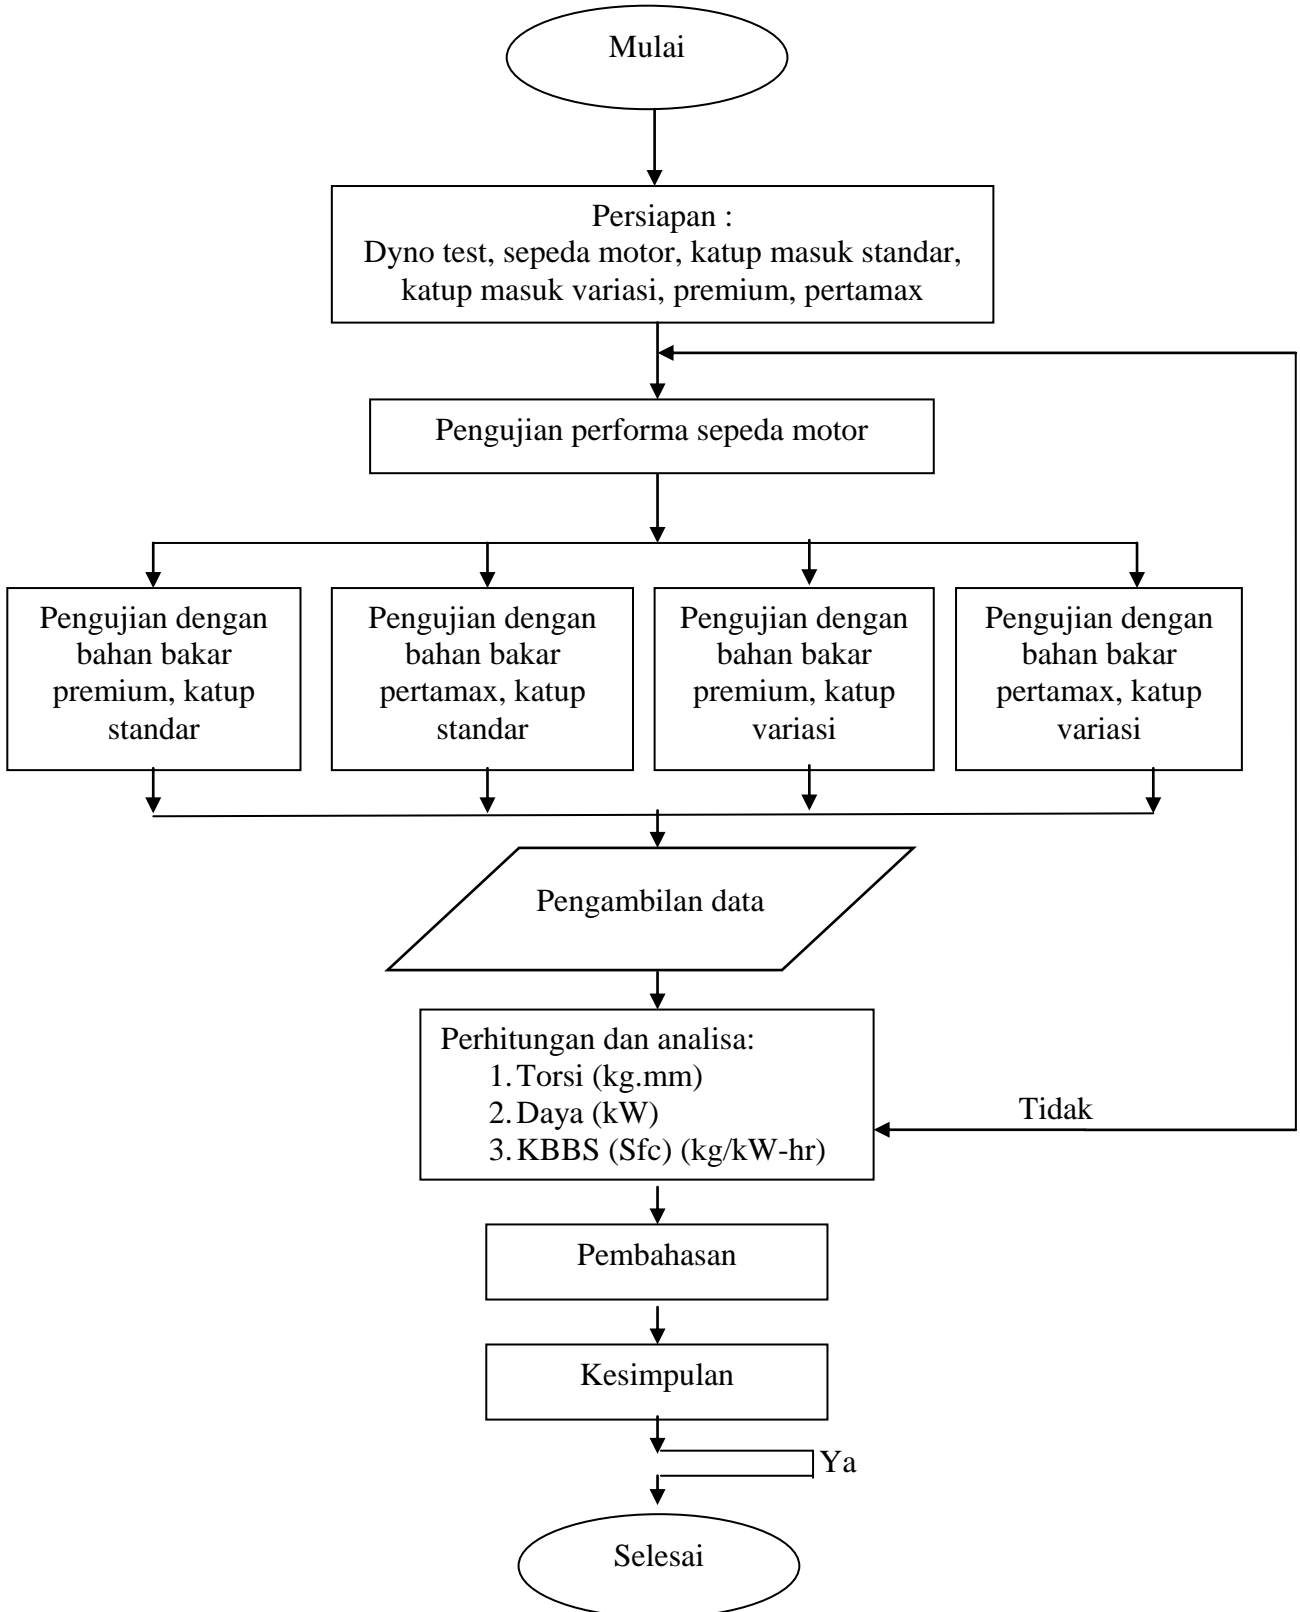 Mulai
Persiapan :
Dyno test, sepeda motor, katup masuk standar,
katup masuk variasi, premium, pertamax
Pengujian performa sepeda motor
Pengujian dengan
bahan bakar
premium, katup
standar
Pengujian dengan
bahan bakar
pertamax, katup
standar
Pengujian dengan
bahan bakar
premium, katup
variasi
Pengujian dengan
bahan bakar
pertamax, katup
variasi
Pengambilan data
Perhitungan dan analisa:
1. Torsi (kg.mm)
2. Daya (kW)
3. KBBS (Sfc) (kg/kW-hr)
Tidak
Pembahasan
Kesimpulan
Ya
Selesai